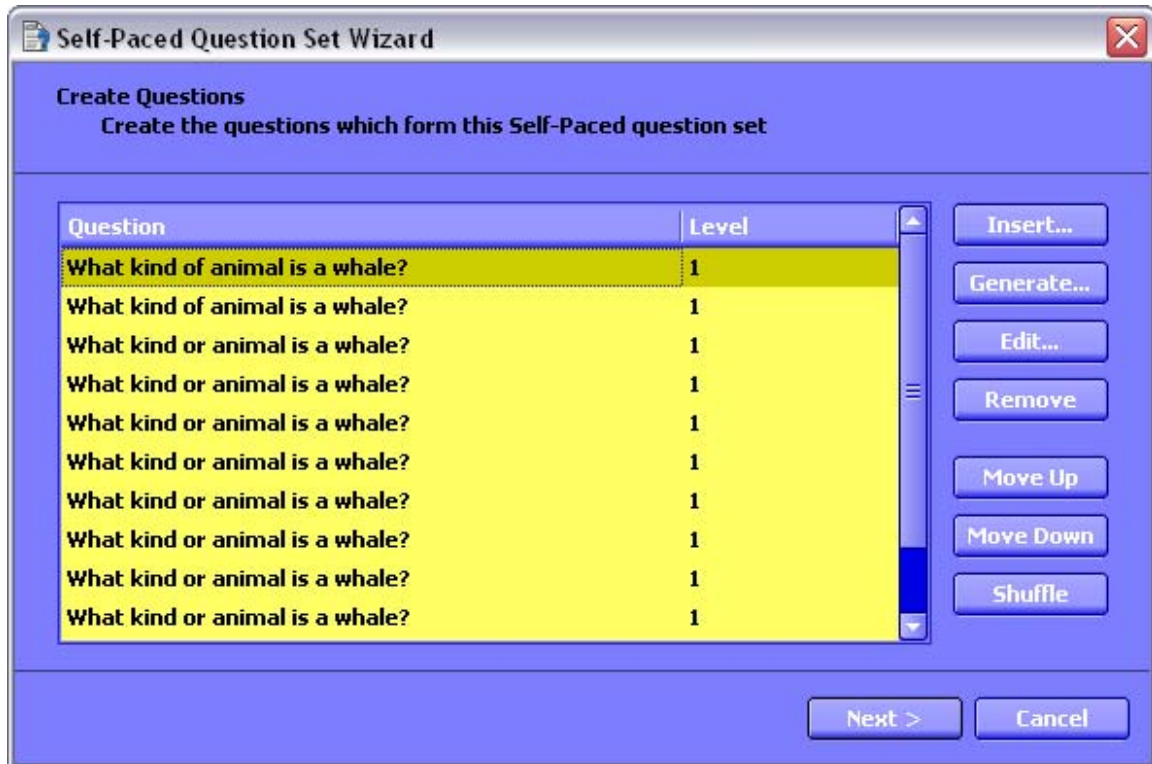 Self-Paced Question Set Wizard
Create Questions
Create the questions which form this Self-Paced question set
Question Level
What kind of animal is a whale? 1
What kind of animal is a whale? 1
What kind or animal is a whale? 1
What kind or animal is a whale? 1
What kind or animal is a whale? 1
What kind or animal is a whale? 1
What kind or animal is a whale? 1
What kind or animal is a whale? 1
What kind or animal is a whale? 1
What kind or animal is a whale? 1
Insert...
Generate...
Edit...
Remove
Move Up
Move Down
Shuffle
Next >
Cancel